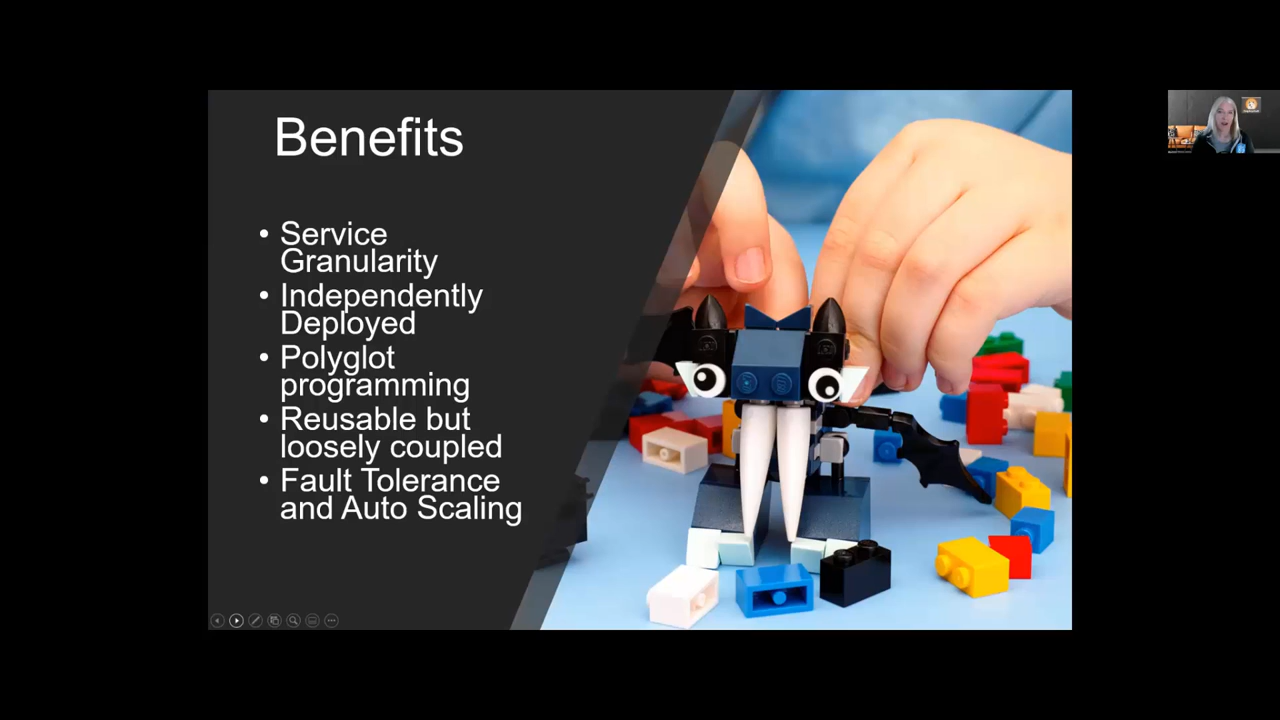 Benefits
• Service
Granularity
• Independently
Deployed
• Polyglot
programming
• Reusable but
loosely coupled
• Fault Tolerance
and Auto Scaling